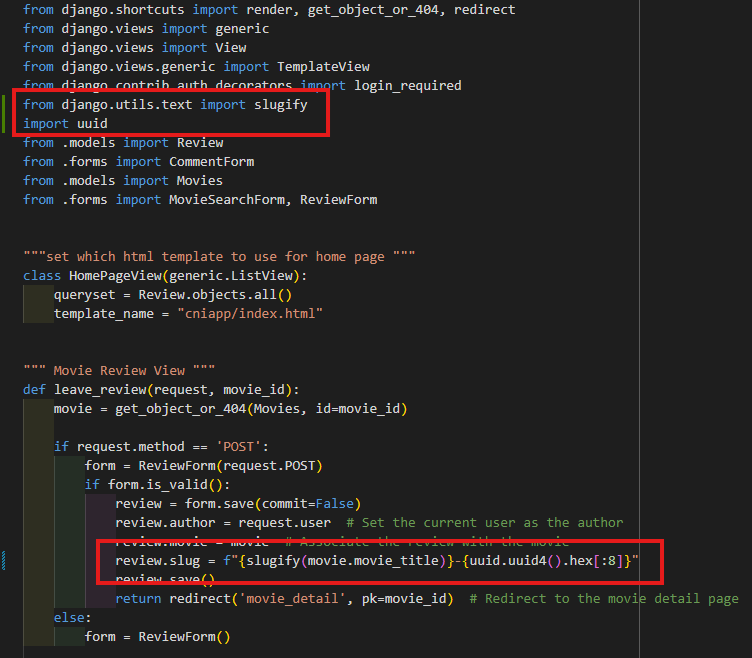 from django.shortcuts import render, get_object_or_404, redirect
from django.views import generic
from django.views import View
from django.views.generic import TemplateView
from django.contrib.auth.decorators import login_required
from django.utils.text import slugify
import uuid
from .models import Review
from .forms import CommentForm
from .models import Movies
from .forms import MovieSearchForm, ReviewForm
"""set which html template to use for home page """
class HomePageView(generic.ListView):
queryset = Review.objects.all()
template_name = "cniapp/index.html"
""" Movie Review View """
def leave_review(request, movie_id):
movie = get_object_or_404(Movies, id=movie_id)
if request.method == 'POST':
form = ReviewForm(request.POST)
if form.is_valid():
review = form.save(commit=False)
review.author = request.user  # Set the current user as the author
review.movie = movie  # Associate the review with the movie
review.slug = f"{slugify(movie.movie_title)}-{uuid.uuid4().hex[:8]}"
review.save()
return redirect('movie_detail', pk=movie_id)  # Redirect to the movie detail page
else:
form = ReviewForm()